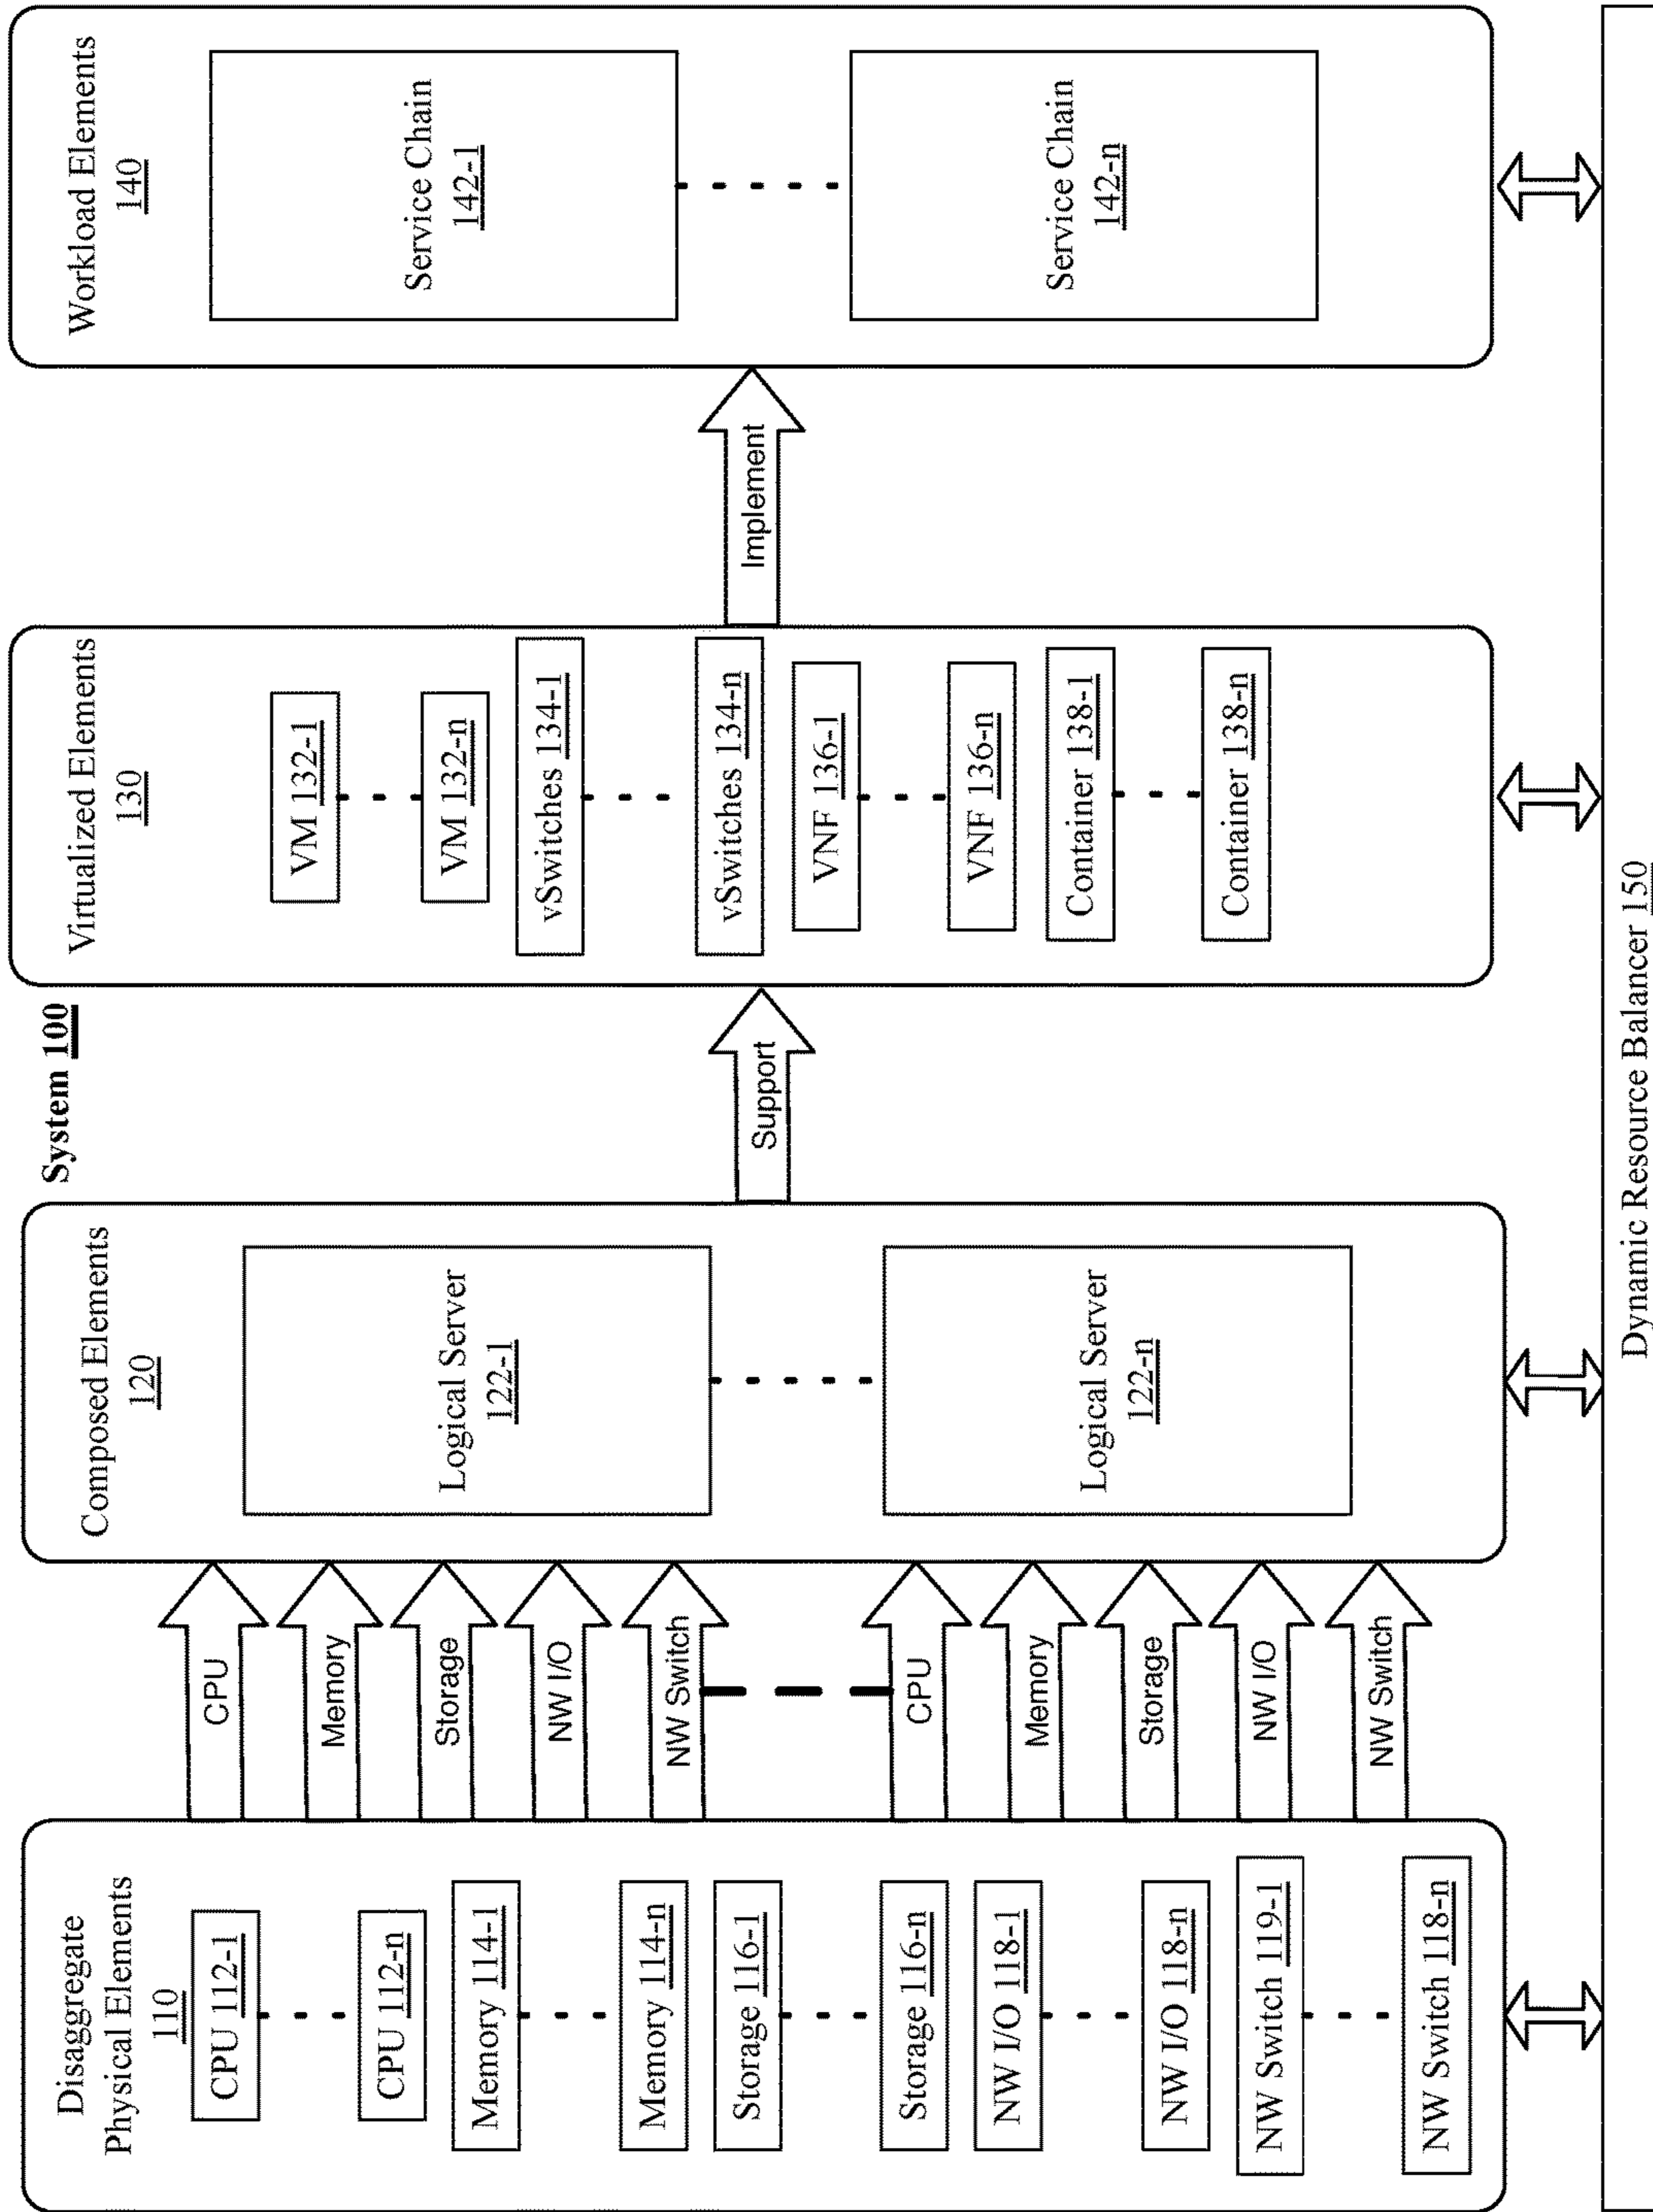 System 100
Disaggregate
Physical Elements
110
CPU 112-1
CPU 112-n
Memory 114-1
Memory 114-n
Storage 116-1
Storage 116-n
NW I/O 118-1
NW I/O 118-n
NW Switch 119-1
NW Switch 118-n
CPU
Memory
Storage
NW I/O
NW Switch
CPU
Memory
Storage
NW I/O
NW Switch
Composed Elements
120
Logical Server
122-1
Logical Server
122-n
Support
Virtualized Elements
130
VM 132-1
VM 132-n
vSwitches 134-1
vSwitches 134-n
VNF 136-1
VNF 136-n
Container 138-1
Container 138-n
Implement
Workload Elements
140
Service Chain
142-1
Service Chain
142-n
Dynamic Resource Balancer 150